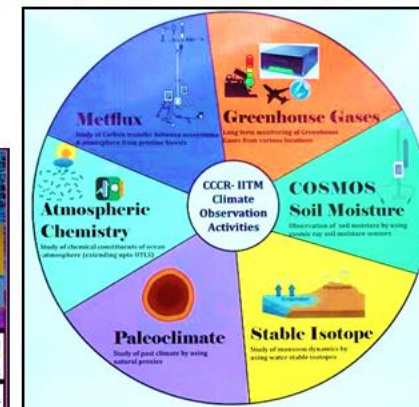 CCCR- IITM
Climate
Observation
Activities
Metflux
Study of Carbon transfer between ecosystems
& atmosphere from pristine forests
Greenhouse Gases
Long term monitoring of Greenhouse
Gases from various locations
COSMOS
Soil Moisture
Observation of soil moisture by using
cosmic ray soil moisture sensors
Stable Isotope
Study of monsoon dynamics by
using water stable isotopes
Paleoclimate
Study of past climate by using
natural proxies
Atmospheric
Chemistry
Study of chemical constituents of ocean
atmosphere (extending upto UTLS)